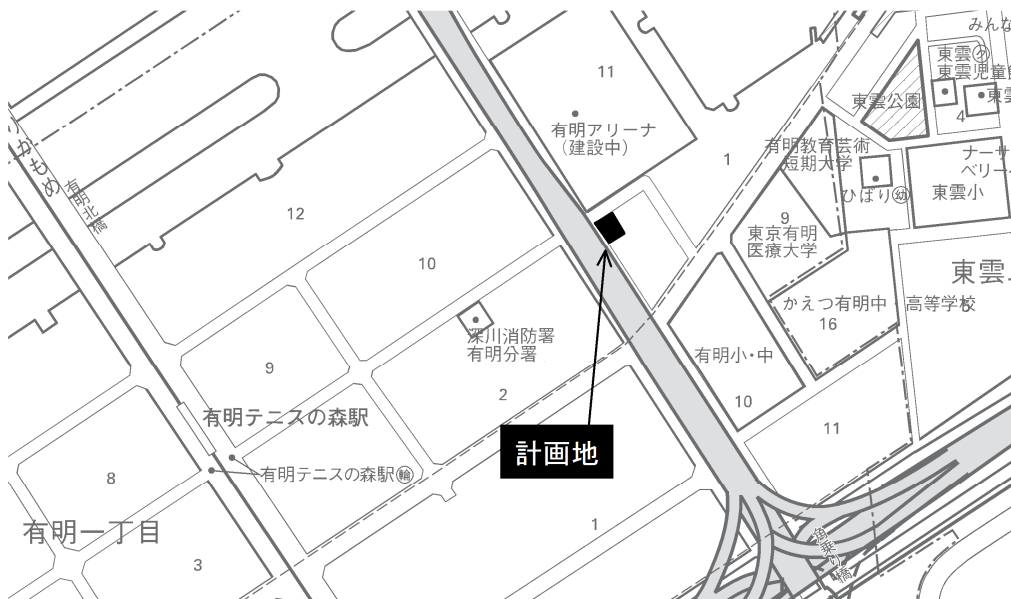 みんな
東雲㋗
東雲児童館
11
東雲公園
東雲
4
有明アリーナ
(建設中)
有明教育芸術
短期大学
1
ナーサ
ベリー
ひばり㊛
東雲小
有明北橋
12
9
東京有明
医療大学
10
かえつ有明中・高等学校
16
深川消防署
有明分署
有明小・中
9
2
10
有明テニスの森駅
11
計画地
8
有明テニスの森駅
有明一丁目
1
3